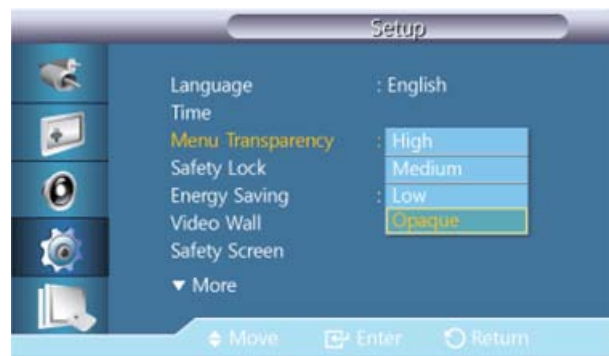 Setup
Language : English
Time
Menu Transparency : High
Medium
Safety Lock
Energy Saving : Low
Opaque
Video Wall
Safety Screen
▼ More
Move Enter Return